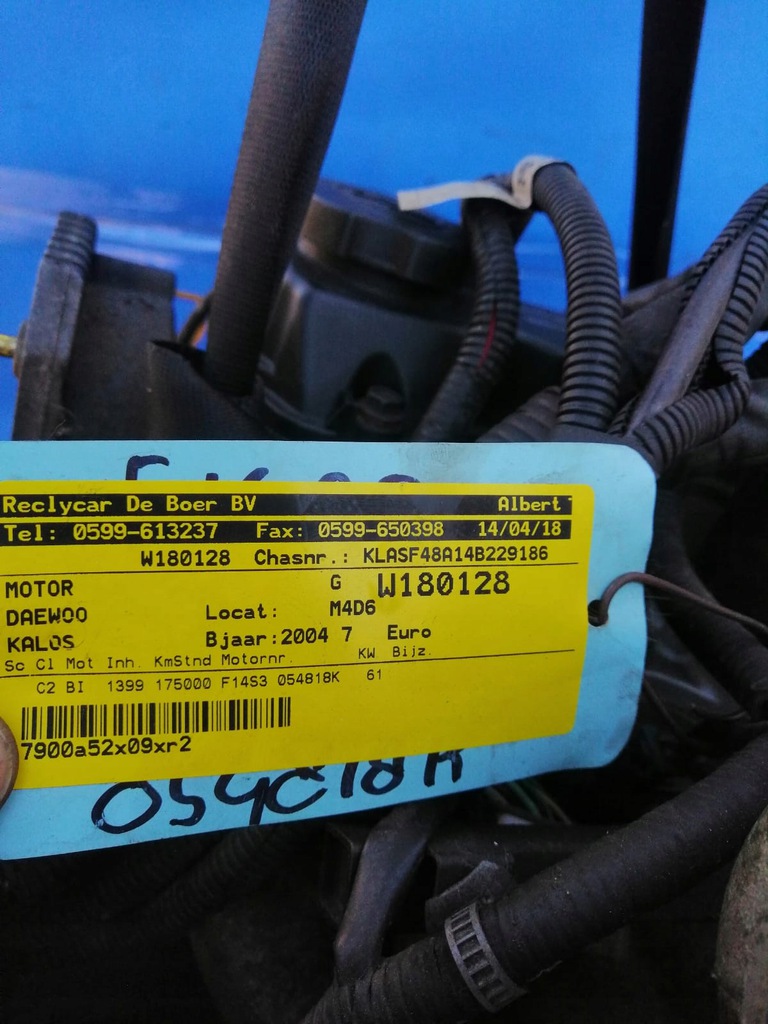 Reclycar De Boer BV Albert
Tel: 0599-613237 Fax: 0599-650398 14/04/18
W180128 Chasnr.: KLASF48A14B229186
MOTOR G W180128
DAEWOO Locat: M4D6
KALOS Bjaar:2004 7 Euro
Sc Cl Mot Inh. KmStnd Motornr. KW Bijz.
C2 BI 1399 175000 F14S3 054818K 61
7900a52x09xr2